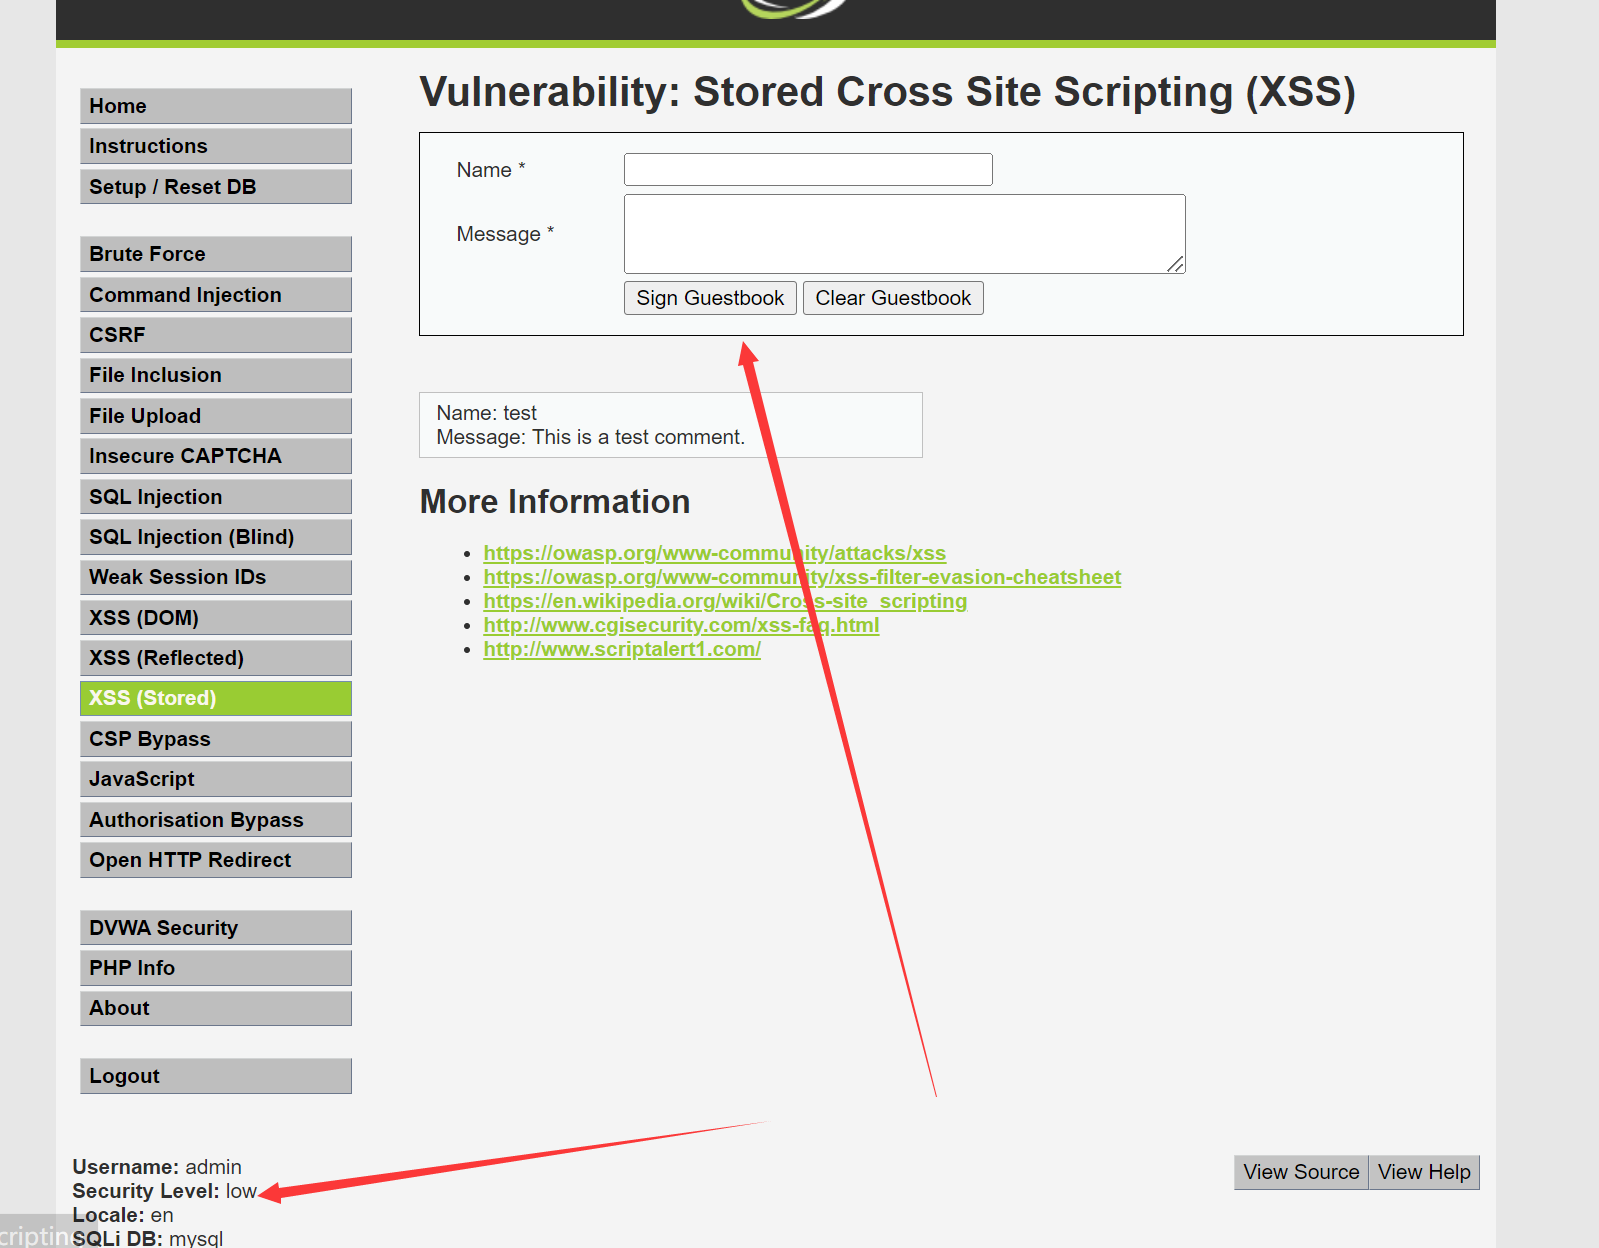 Home
Instructions
Setup / Reset DB
Brute Force
Command Injection
CSRF
File Inclusion
File Upload
Insecure CAPTCHA
SQL Injection
SQL Injection (Blind)
Weak Session IDs
XSS (DOM)
XSS (Reflected)
XSS (Stored)
CSP Bypass
JavaScript
Authorisation Bypass
Open HTTP Redirect
DVWA Security
PHP Info
About
Logout
Vulnerability: Stored Cross Site Scripting (XSS)
Name *
Message *
Sign Guestbook Clear Guestbook
Name: test
Message: This is a test comment.
More Information
https://owasp.org/www-community/attacks/xss
https://owasp.org/www-community/xss-filter-evasion-cheatsheet
https://en.wikipedia.org/wiki/Cross-site_scripting
http://www.cgisecurity.com/xss-faq.html
http://www.scriptalert1.com/
Username: admin
Security Level: low
Locale: en
SQLi DB: mysql
View Source View Help